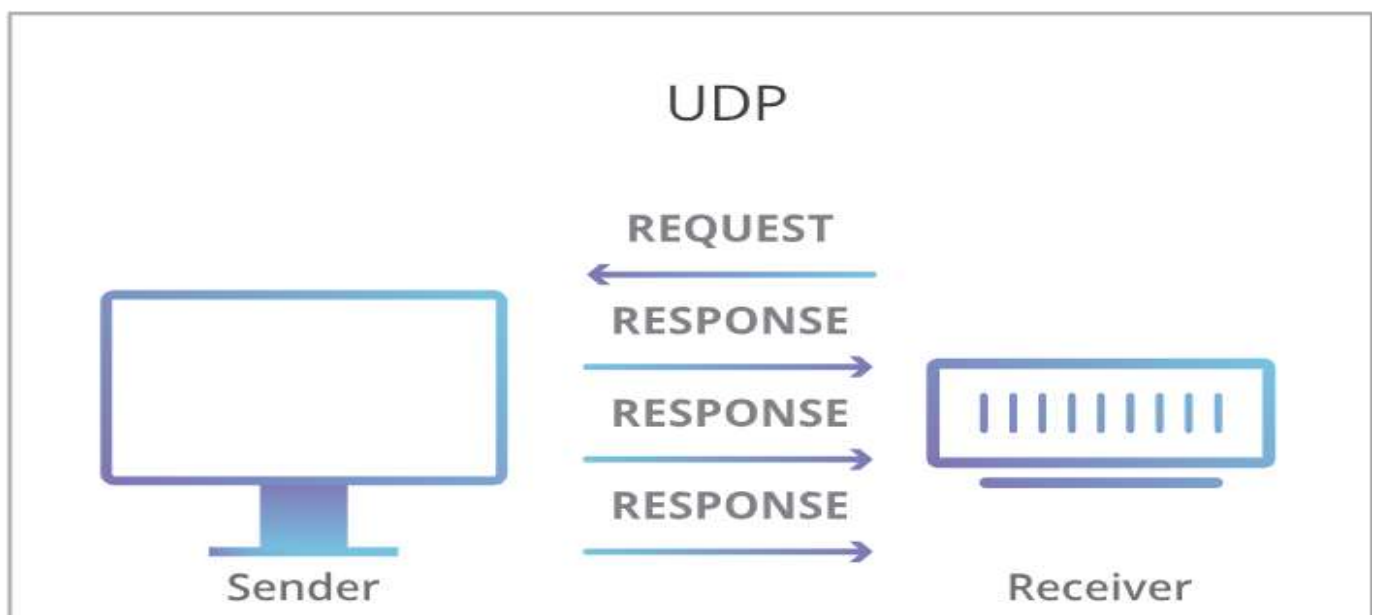 UDP
REQUEST
RESPONSE
RESPONSE
RESPONSE
Sender
Receiver